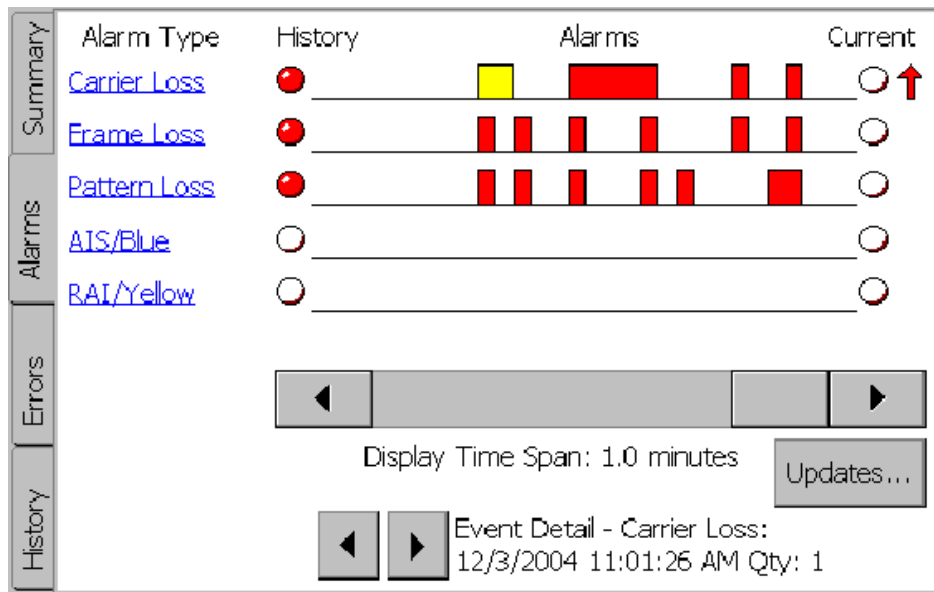 Summary
Alarms
Errors
History
Alarm Type History Alarms Current
Carrier Loss
Frame Loss
Pattern Loss
AIS/Blue
RAI/Yellow
Display Time Span: 1.0 minutes
Updates...
Event Detail - Carrier Loss:
12/3/2004 11:01:26 AM Qty: 1